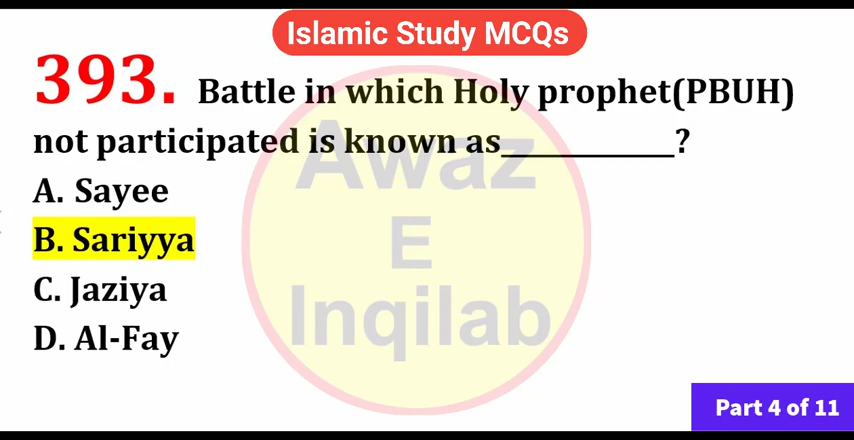 Islamic Study MCQs
393. Battle in which Holy prophet(PBUH)
not participated is known as__________?
A. Sayee
B. Sariyya
C. Jaziya
D. Al-Fay
Awaz
E
Inqilab
Part 4 of 11